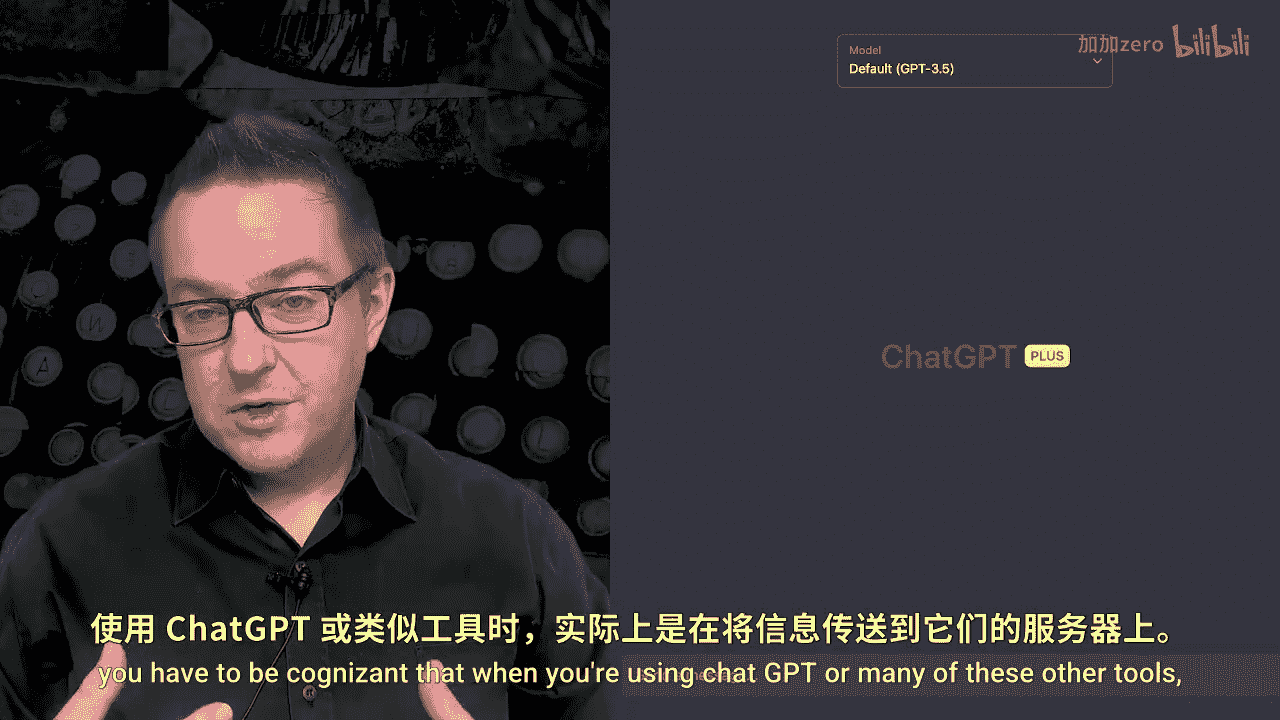 Model
Default (GPT-3.5)
加加zero bilibili
ChatGPT PLUS
使用 ChatGPT 或类似工具时，实际上是在将信息传送到它们的服务器上。
you have to be cognizant that when you're using chat GPT or many of these other tools,